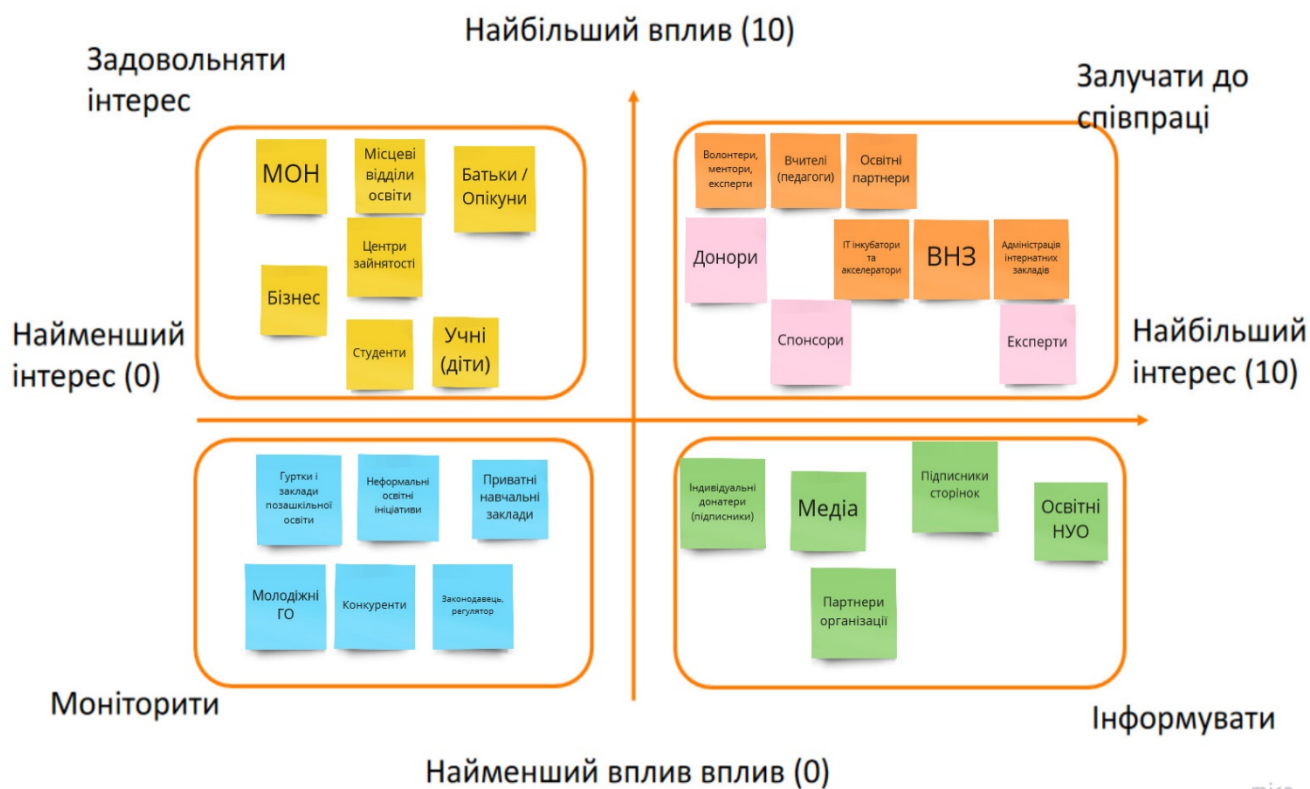 Найбільший вплив (10)
Задовольняти
інтерес
Залучати до
співпраці
МОН
Місцеві
відділи
освіти
Батьки /
Опікуни
Центри
зайнятості
Бізнес
Студенти
Учні
(діти)
Волонтери,
ментори,
експерти
Вчителі
(педагоги)
Освітні
партнери
Донори
ІТ інкубатори
та
акселератори
ВНЗ
Адміністрація
інтернатних
закладів
Спонсори
Експерти
Найменший
інтерес (0)
Найбільший
інтерес (10)
Гуртки і
заклади
позашкільної
освіти
Неформальні
освітні
ініціативи
Приватні
навчальні
заклади
Молодіжні
ГО
Конкуренти
Законодавець,
регулятор
Індивідуальні
донатери
(підписники)
Медіа
Підписники
сторінок
Освітні
НУО
Партнери
організації
Моніторити
Інформувати
Найменший вплив вплив (0)
miro